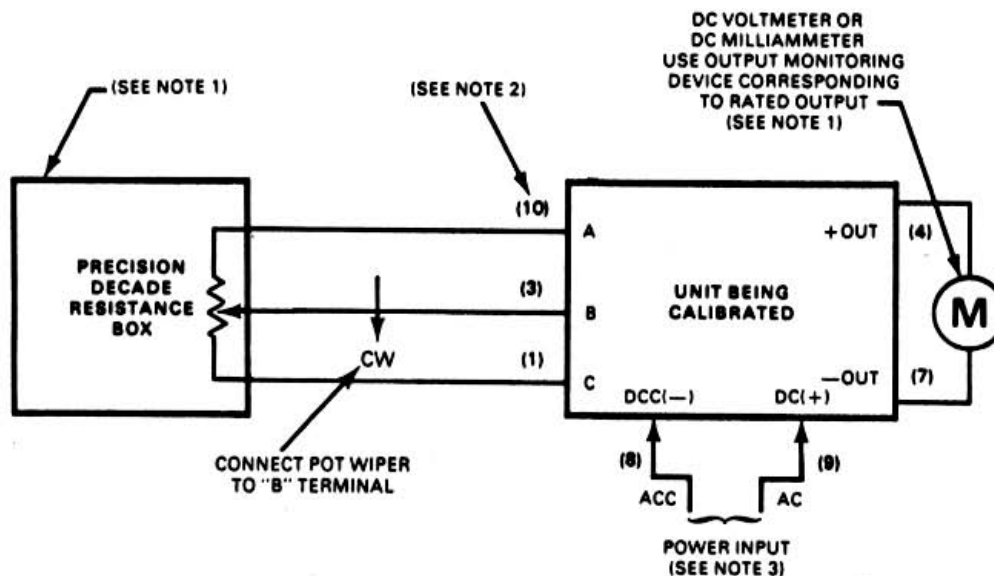 DC VOLTMETER OR
DC MILLIAMMETER
USE OUTPUT MONITORING
DEVICE CORRESPONDING
TO RATED OUTPUT
(SEE NOTE 1)
(SEE NOTE 1)
(SEE NOTE 2)
(10)
A
+OUT
(4)
PRECISION
DECADE
RESISTANCE
BOX
(3)
B
UNIT BEING
CALIBRATED
M
CW
(1)
C
—OUT
(7)
DCC(—)
DC(+)
CONNECT POT WIPER
TO "B" TERMINAL
(8)
(9)
ACC
AC
POWER INPUT
(SEE NOTE 3)